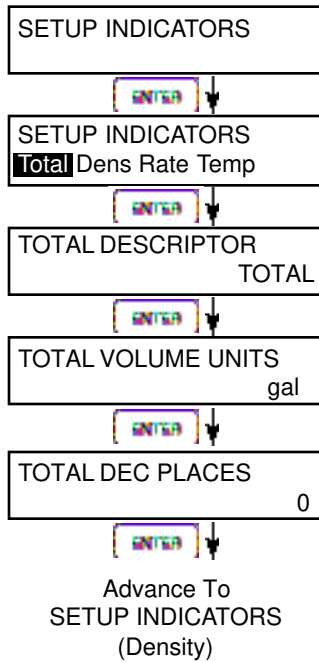 SETUP INDICATORS
ENTER
SETUP INDICATORS
Total Dens Rate Temp
ENTER
TOTAL DESCRIPTOR
TOTAL
ENTER
TOTAL VOLUME UNITS
gal
ENTER
TOTAL DEC PLACES
0
ENTER
Advance To
SETUP INDICATORS
(Density)